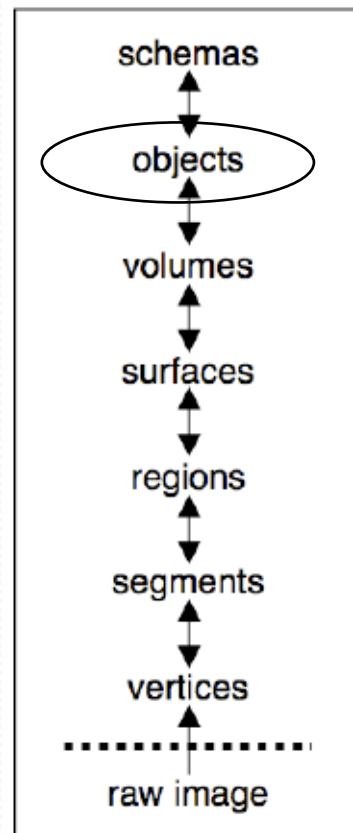 schemas
objects
volumes
surfaces
regions
segments
vertices
raw image